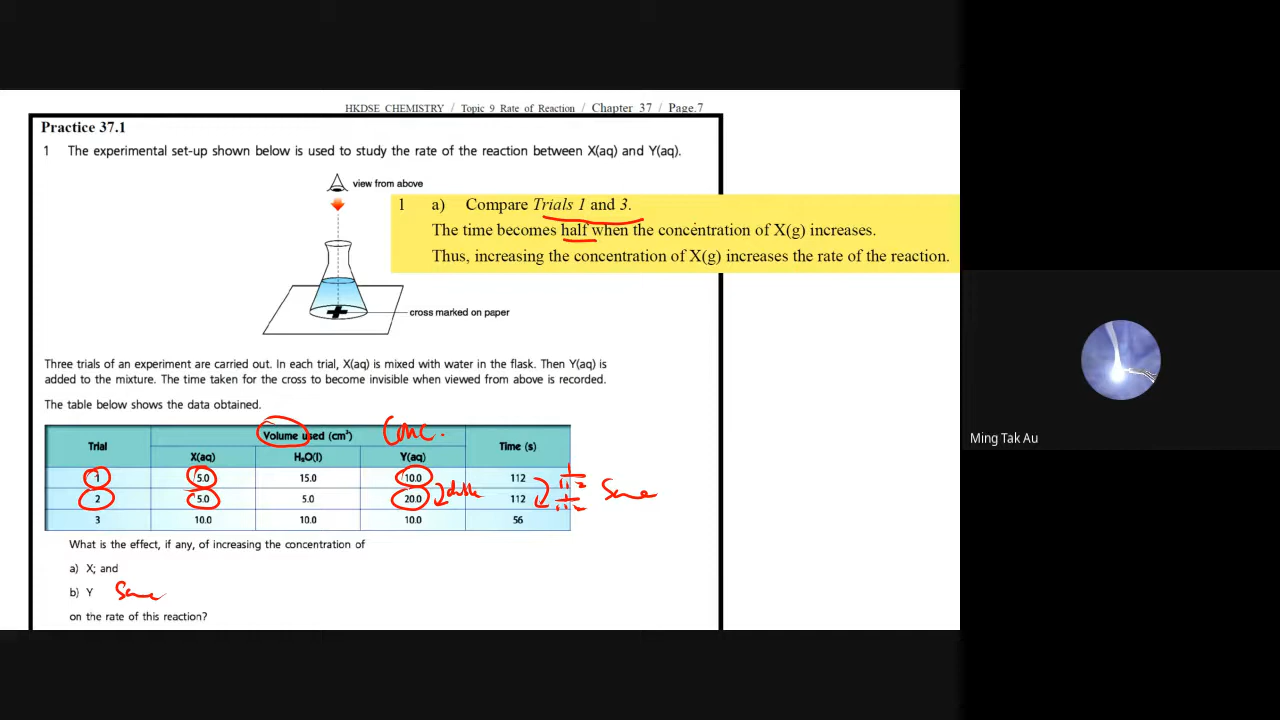 HKDSE CHEMISTRY / Topic 9 Rate of Reaction / Chapter 37 / Page.7
Practice 37.1
1 The experimental set-up shown below is used to study the rate of the reaction between X(aq) and Y(aq).
view from above
1 a) Compare Trials 1 and 3.
The time becomes half when the concentration of X(g) increases.
Thus, increasing the concentration of X(g) increases the rate of the reaction.
cross marked on paper
Three trials of an experiment are carried out. In each trial, X(aq) is mixed with water in the flask. Then Y(aq) is
added to the mixture. The time taken for the cross to become invisible when viewed from above is recorded.
The table below shows the data obtained.
Trial Volume used (cm³) Conc. Time (s)
X(aq) H₂O(l) Y(aq)
1 5.0 15.0 10.0 112 1/112
2 5.0 5.0 20.0 double 112 1/112 Same
3 10.0 10.0 10.0 56
What is the effect, if any, of increasing the concentration of
a) X; and
b) Y Same
on the rate of this reaction?
Ming Tak Au